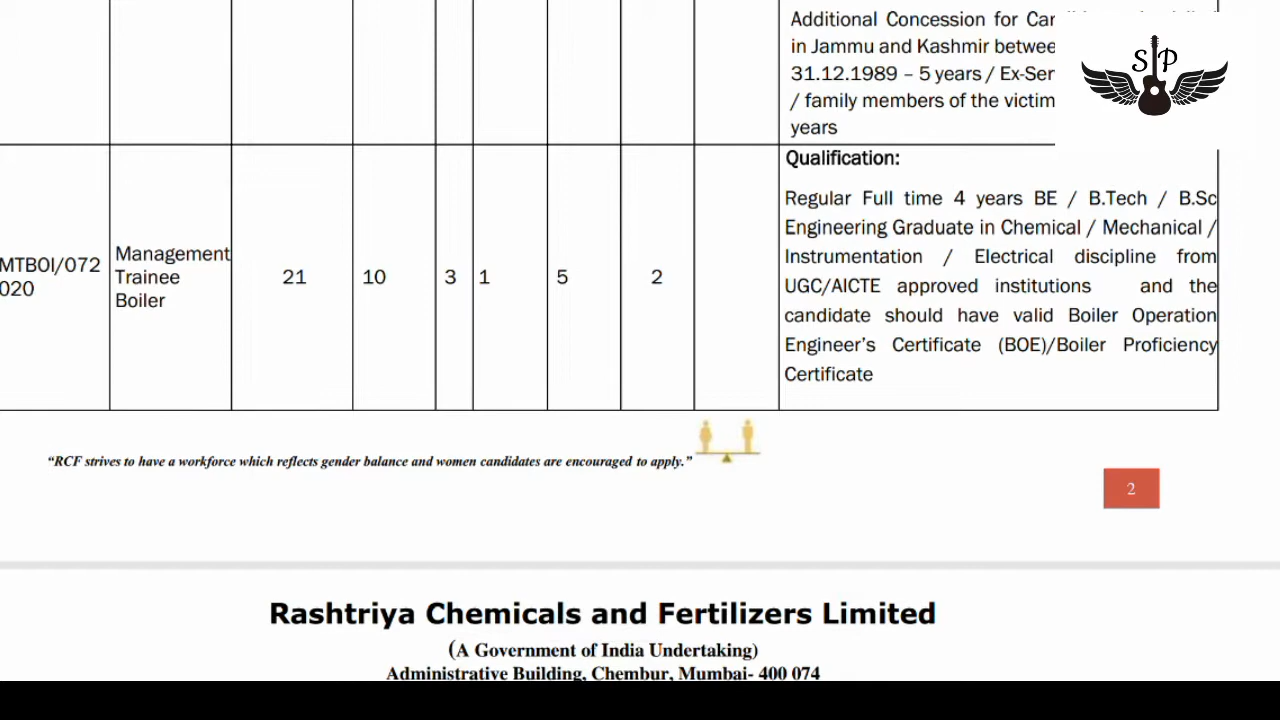 Additional Concession for
in Jammu and Kashmir
31.12.1989 – 5 years /
/ family members of the
years
S P
Qualification:
Regular Full time 4 years BE / B.Tech / B.Sc
Engineering Graduate in Chemical / Mechanical /
Instrumentation / Electrical discipline from
UGC/AICTE approved institutions and the
candidate should have valid Boiler Operation
Engineer’s Certificate (BOE)/Boiler Proficiency
Certificate
MTBOI/072
020
Management
Trainee
Boiler
21
10
3
1
5
2
“RCF strives to have a workforce which reflects gender balance and women candidates are encouraged to apply.”
2
Rashtriya Chemicals and Fertilizers Limited
(A Government of India Undertaking)
Administrative Building, Chembur, Mumbai- 400 074